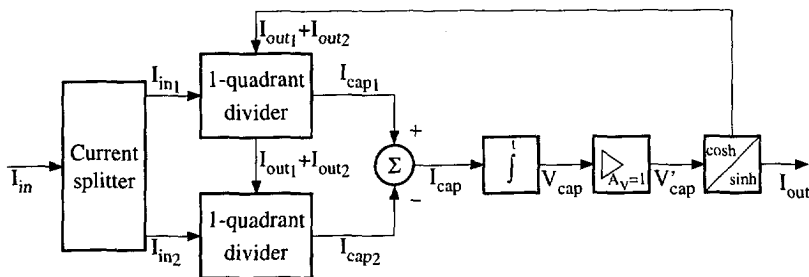 I_out1+I_out2
I_in1
1-quadrant
divider
I_cap1
Current
splitter
I_in
I_out1+I_out2
+
Σ
I_cap
−
∫ t
V_cap
A_V=1
V'_cap
cosh
sinh
I_out
I_in2
1-quadrant
divider
I_cap2